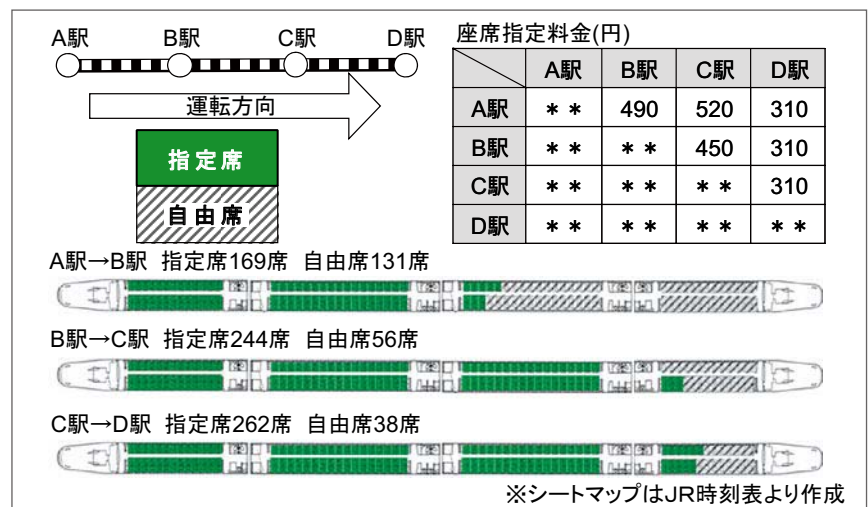 A駅 B駅 C駅 D駅
運転方向
指定席
自由席
座席指定料金(円)
A駅 B駅 C駅 D駅
A駅 ** 490 520 310
B駅 ** ** 450 310
C駅 ** ** ** 310
D駅 ** ** ** **
A駅→B駅 指定席169席 自由席131席
B駅→C駅 指定席244席 自由席56席
C駅→D駅 指定席262席 自由席38席
※シートマップはJR時刻表より作成